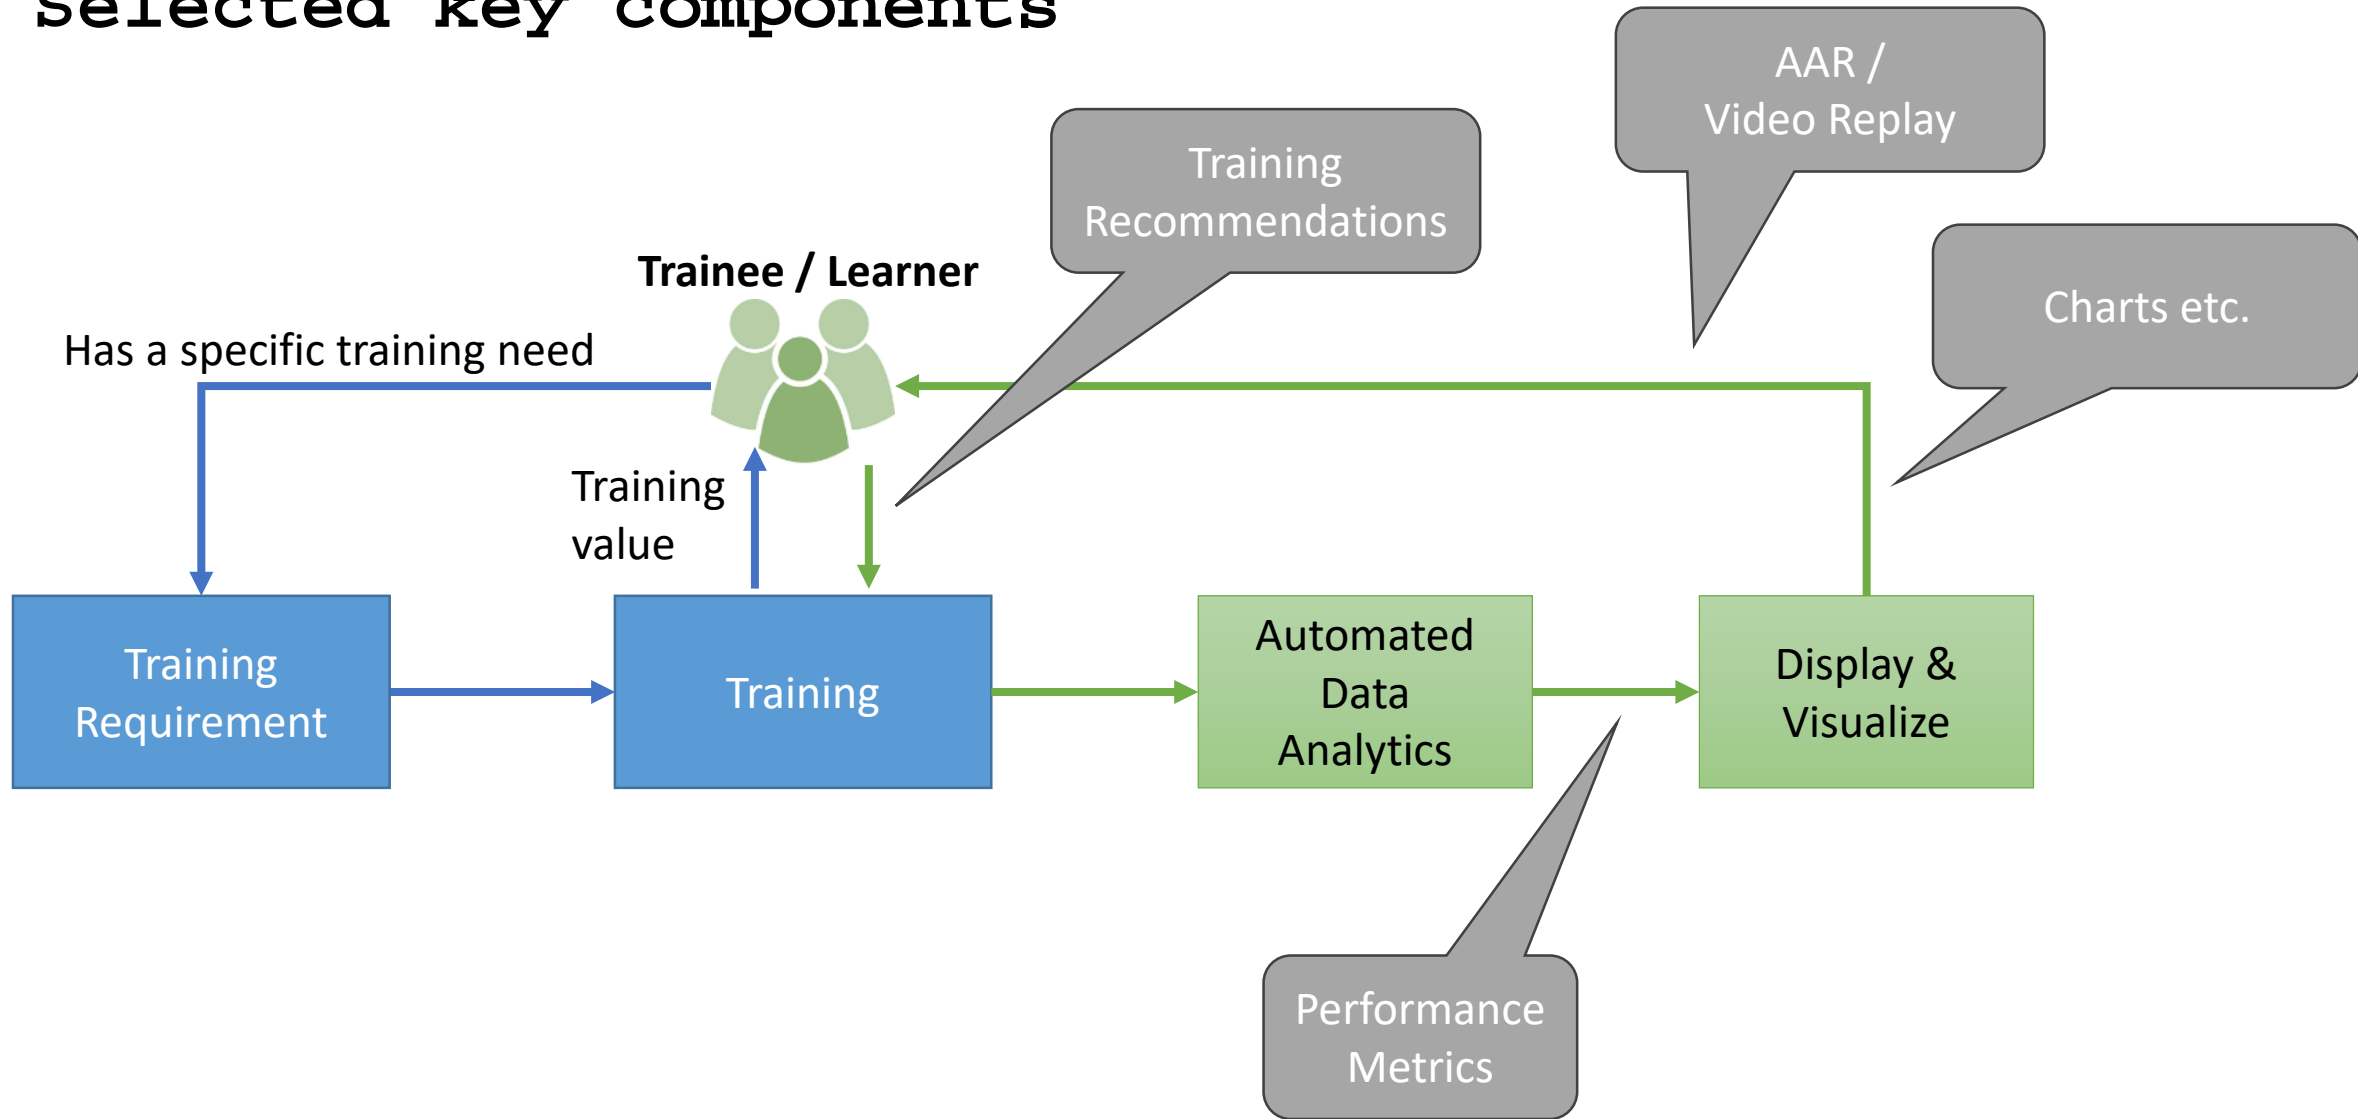 Selected key components
AAR /
Video Replay
Training
Recommendations
Trainee / Learner
Charts etc.
Has a specific training need
Training
value
Training
Requirement
Training
Automated
Data
Analytics
Display &
Visualize
Performance
Metrics